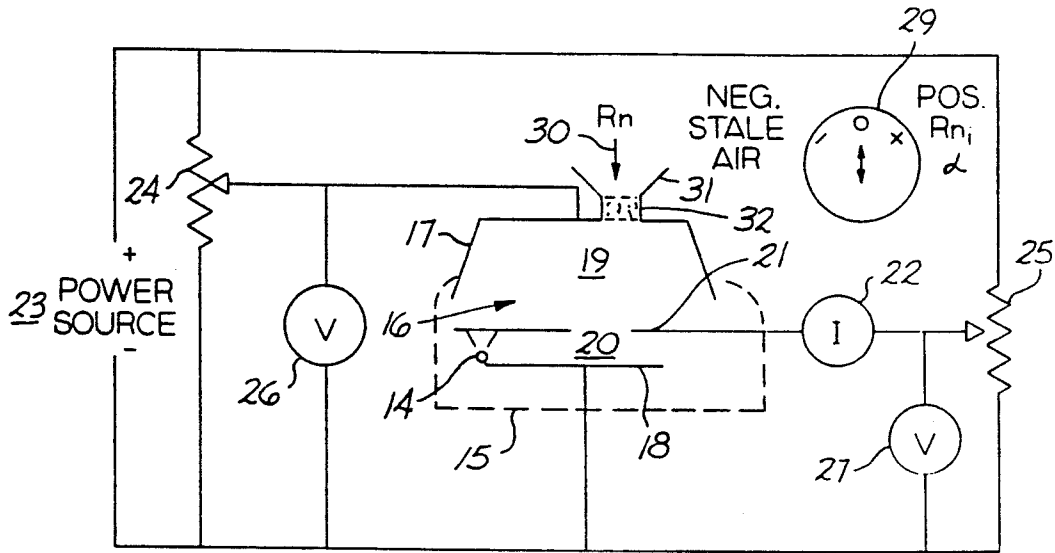 29
NEG.
STALE
AIR
POS.
Rni
α
- O +
Rn
30
31
32
24
17
19
21
22
25
+
23 POWER
SOURCE
-
16
V
I
20
26
14
18
15
27
V